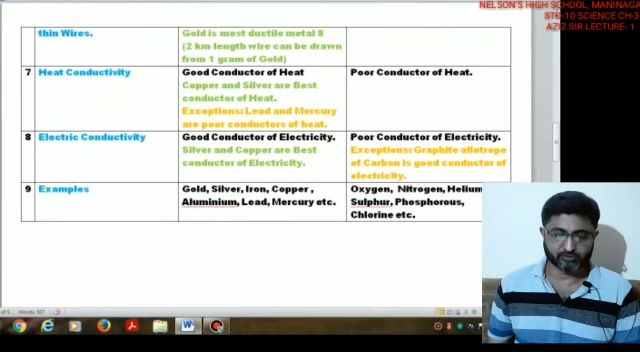 NELSON'S HIGH SCHOOL, MANINAGA
STD-10 SCIENCE CH-3
AZIZ SIR LECTURE- 1
thin Wires.
Gold is most ductile metal 8
(2 km length wire can be drawn
from 1 gram of Gold)
7
Heat Conductivity
Good Conductor of Heat
Copper and Silver are Best
conductor of Heat.
Exceptions: Lead and Mercury
are poor conductors of heat.
Poor Conductor of Heat.
8
Electric Conductivity
Good Conductor of Electricity.
Silver and Copper are Best
conductor of Electricity.
Poor Conductor of Electricity.
Exceptions: Graphite allotrope
of Carbon is good conductor of
electricity.
9
Examples
Gold, Silver, Iron, Copper ,
Aluminium, Lead, Mercury etc.
Oxygen, Nitrogen, Helium
Sulphur, Phosphorous,
Chlorine etc.